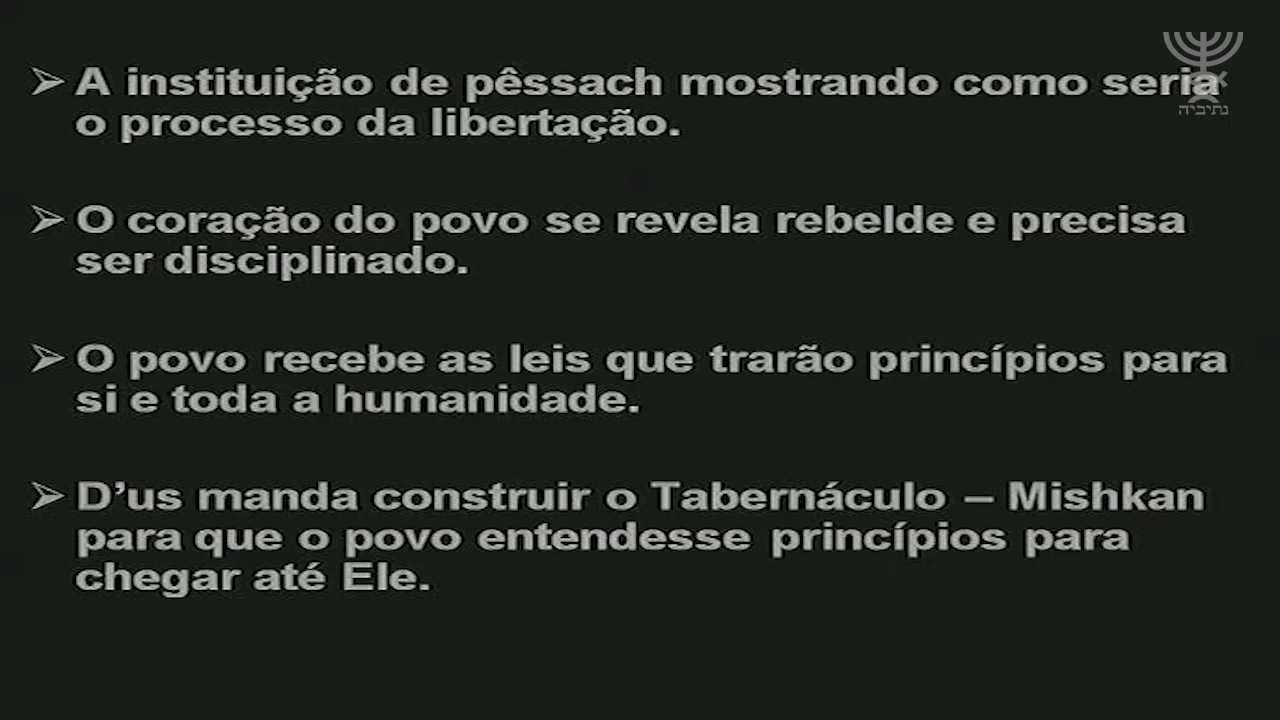 ➢ A instituição de pêssach mostrando como seria
o processo da libertação.
➢ O coração do povo se revela rebelde e precisa
ser disciplinado.
➢ O povo recebe as leis que trarão princípios para
si e toda a humanidade.
➢ D’us manda construir o Tabernáculo – Mishkan
para que o povo entendesse princípios para
chegar até Ele.
נתיביה